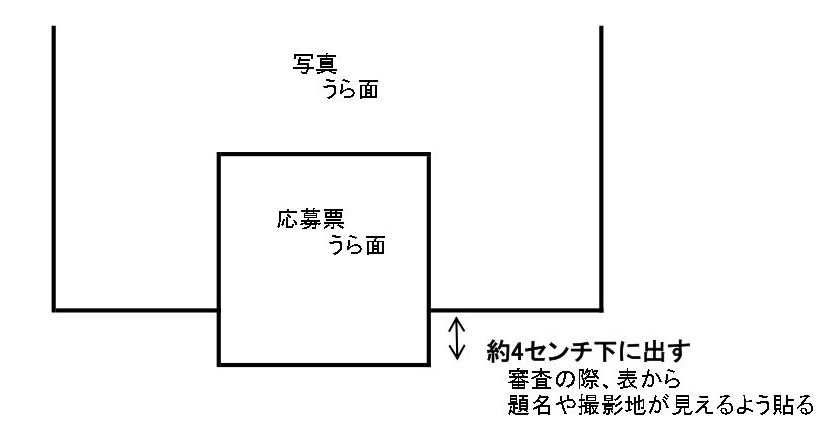 写真
うら面
応募票
うら面
約4センチ下に出す
審査の際、表から
題名や撮影地が見えるよう貼る